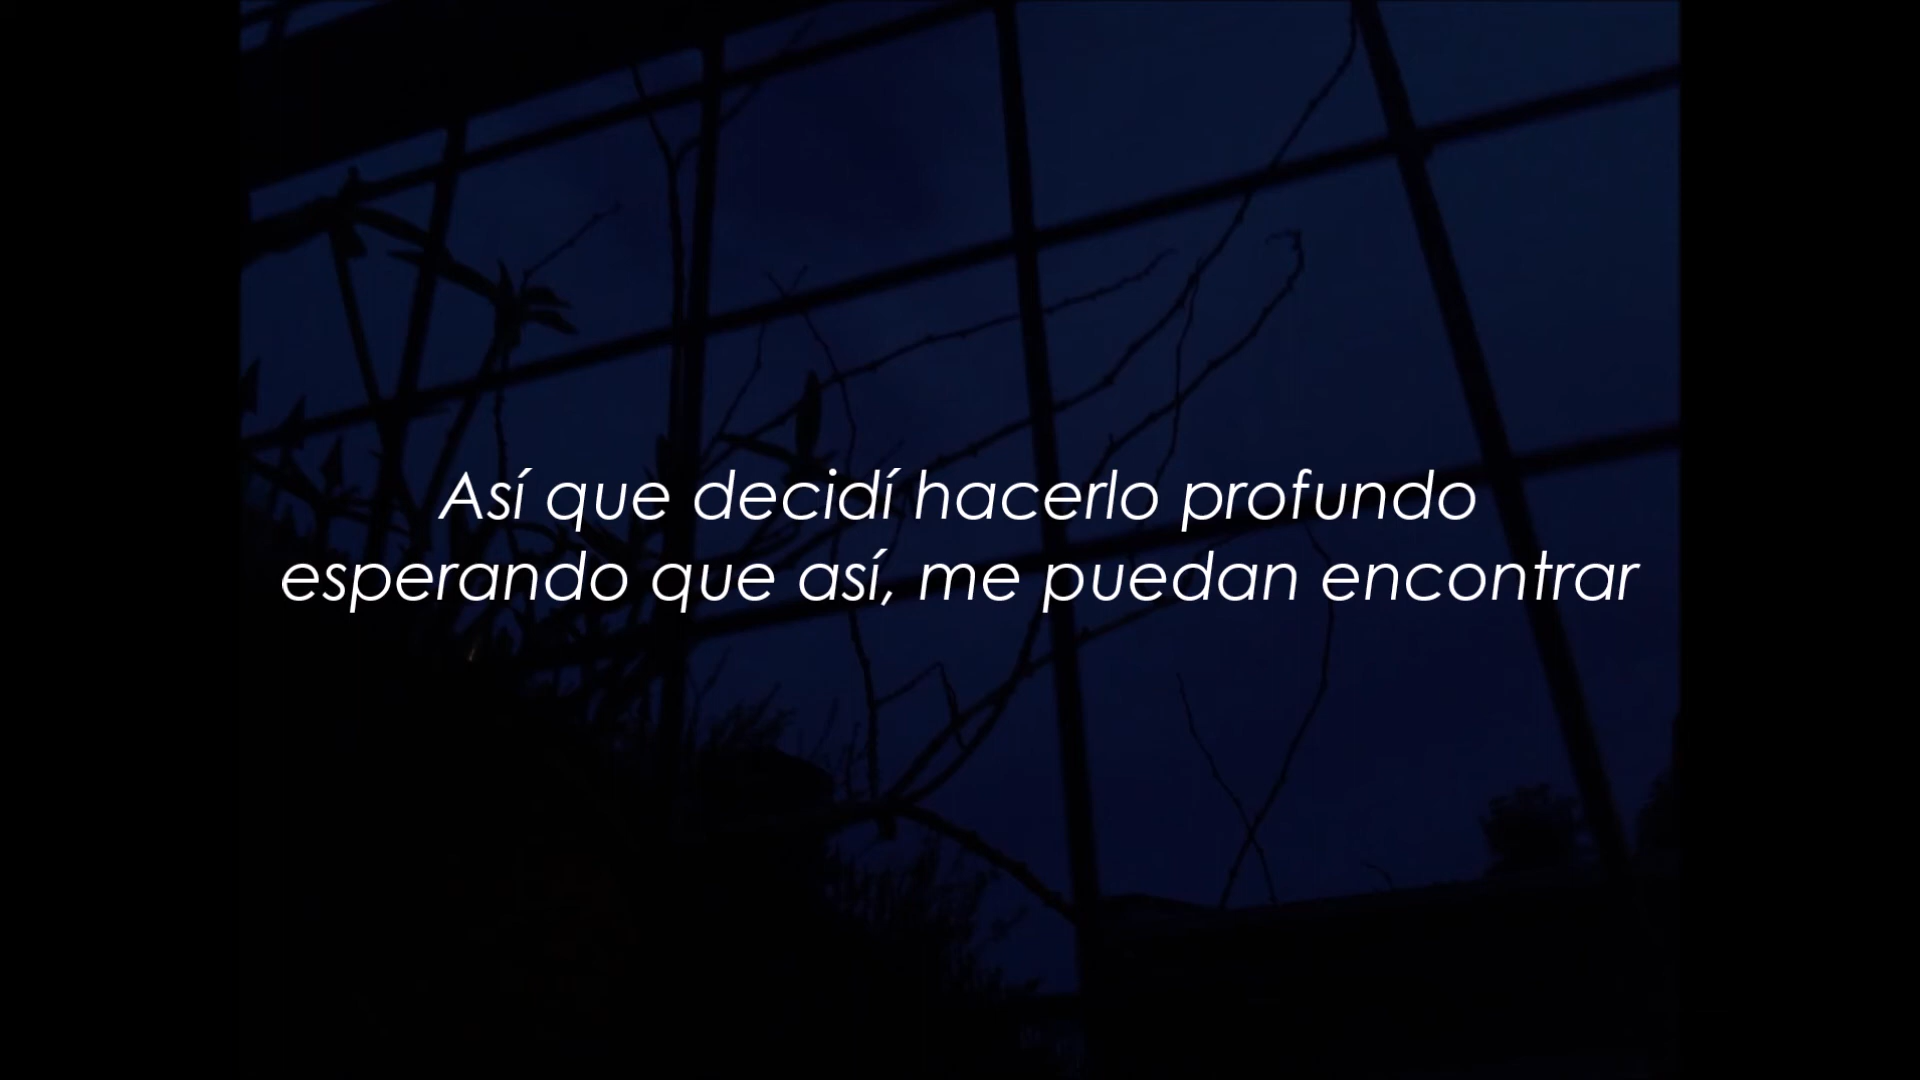 Así que decidí hacerlo profundo
esperando que así, me puedan encontrar